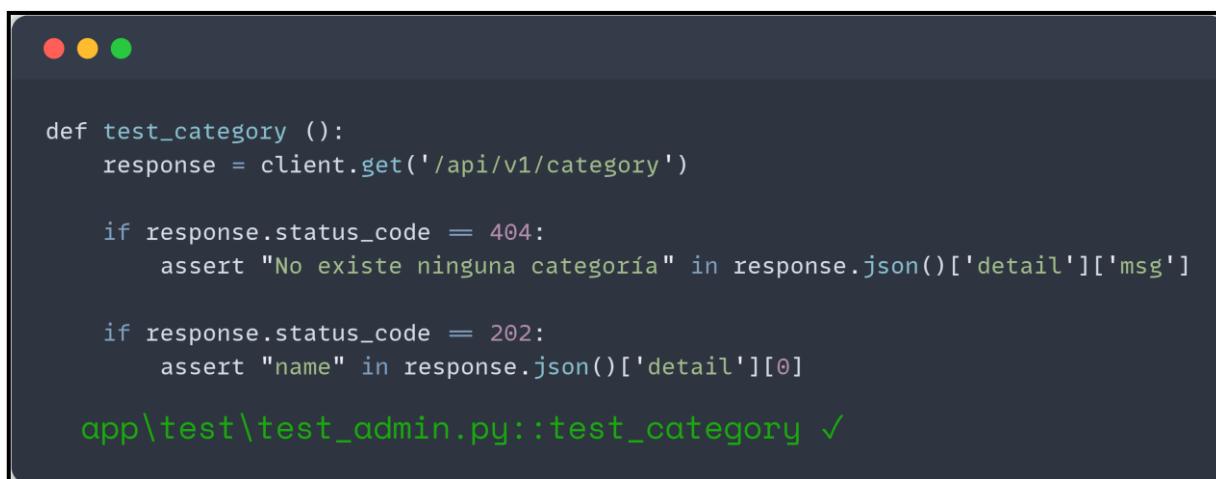 def test_category ():
    response = client.get('/api/v1/category')
    if response.status_code == 404:
        assert "No existe ninguna categoría" in response.json()['detail']['msg']
    if response.status_code == 202:
        assert "name" in response.json()['detail'][0]
app\test\test_admin.py::test_category ✓